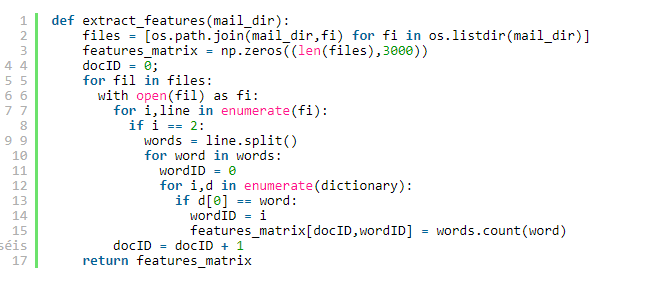 1 def extract_features(mail_dir):
2 files = [os.path.join(mail_dir,fi) for fi in os.listdir(mail_dir)]
3 features_matrix = np.zeros((len(files),3000))
4 4 docID = 0;
5 5 for fil in files:
6 6 with open(fil) as fi:
7 7 for i,line in enumerate(fi):
8 if i == 2:
9 9 words = line.split()
10 for word in words:
11 wordID = 0
12 for i,d in enumerate(dictionary):
13 if d[0] == word:
14 wordID = i
15 features_matrix[docID,wordID] = words.count(word)
séis docID = docID + 1
17 return features_matrix